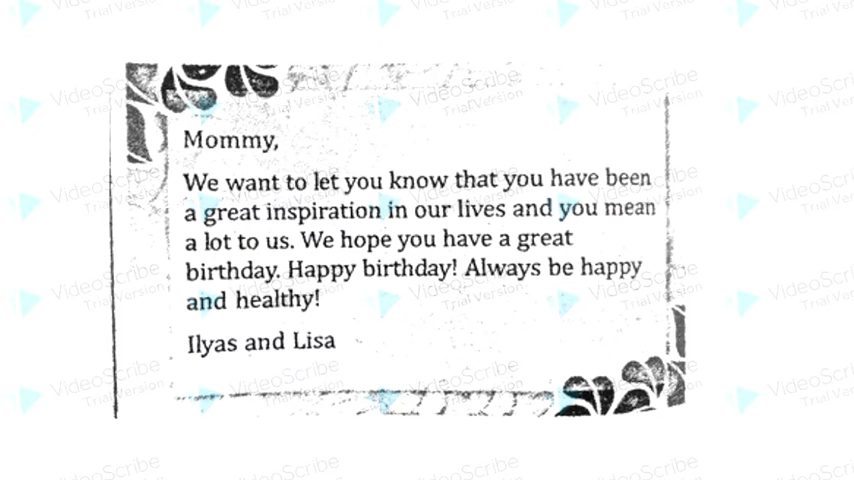 Mommy,
We want to let you know that you have been
a great inspiration in our lives and you mean
a lot to us. We hope you have a great
birthday. Happy birthday! Always be happy
and healthy!
Ilyas and Lisa
VideoScribe
Trial Version